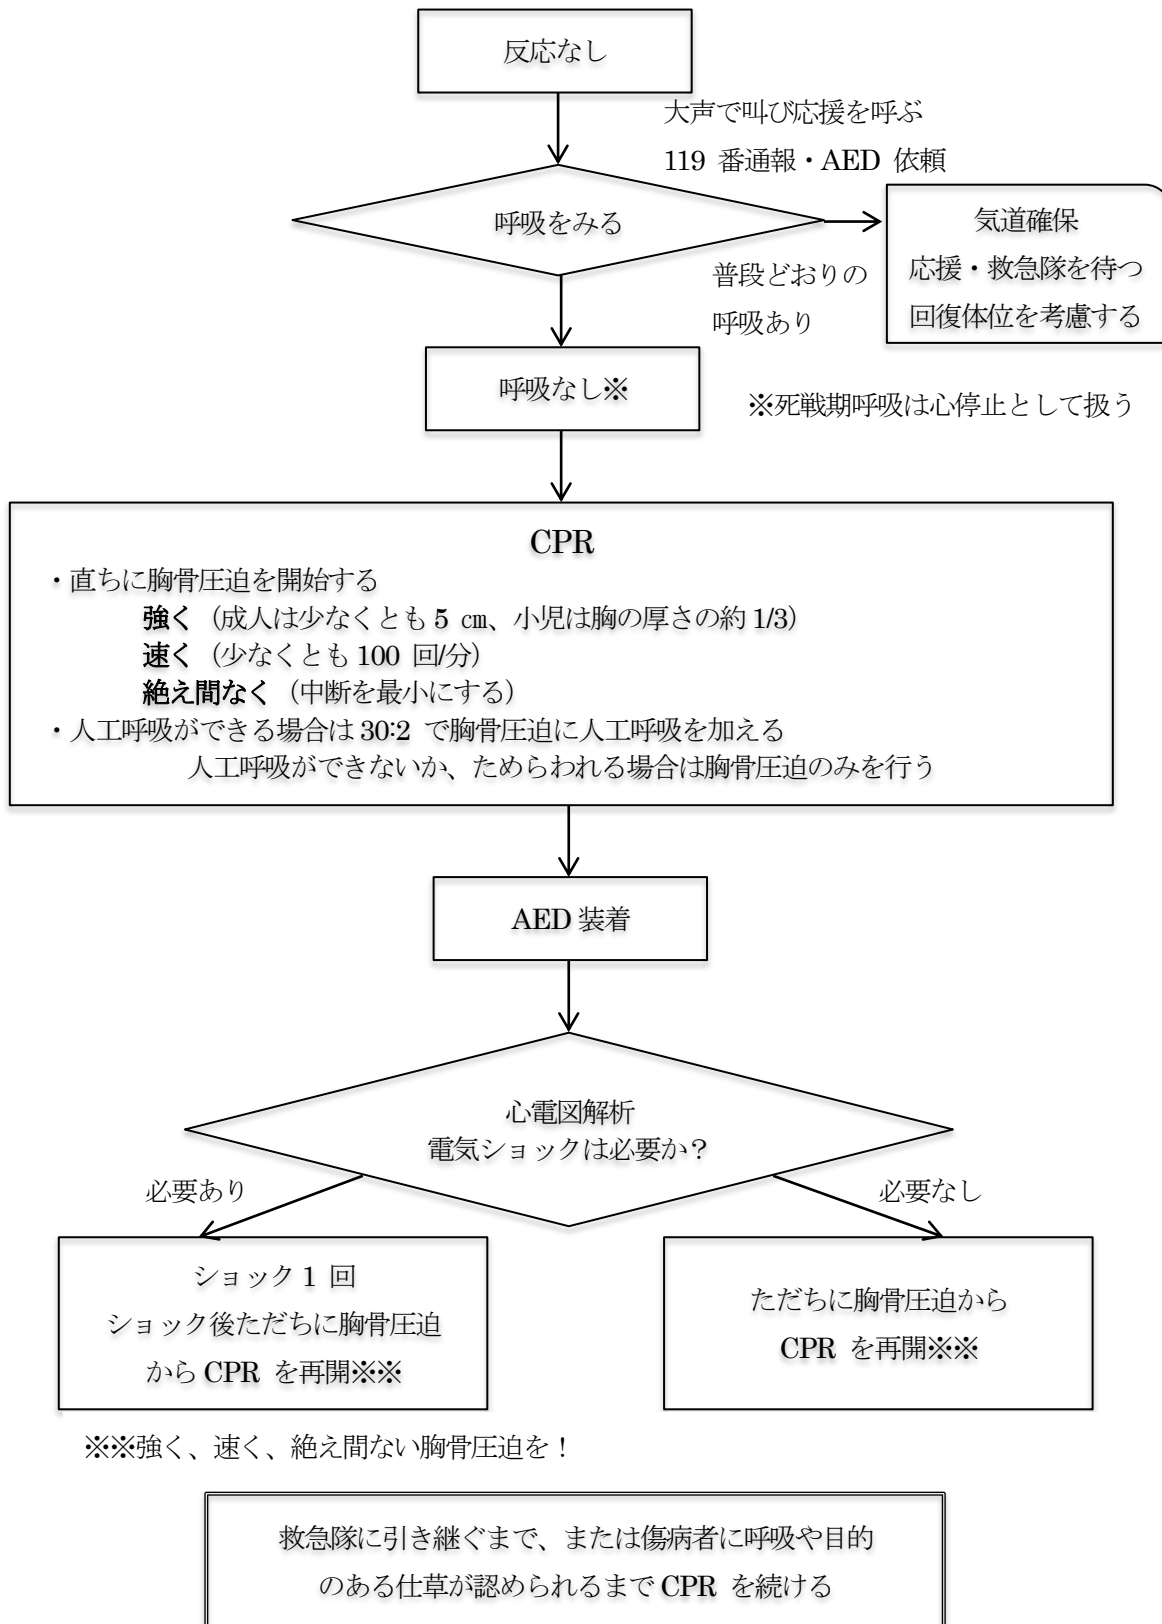 反応なし
大声で叫び応援を呼ぶ
119 番通報・AED 依頼
呼吸をみる
気道確保
応援・救急隊を待つ
回復体位を考慮する
普段どおりの
呼吸あり
呼吸なし※
※死戦期呼吸は心停止として扱う
CPR
・直ちに胸骨圧迫を開始する
強く（成人は少なくとも 5 ㎝、小児は胸の厚さの約 1/3）
速く（少なくとも 100 回/分）
絶え間なく（中断を最小にする）
・人工呼吸ができる場合は 30:2 で胸骨圧迫に人工呼吸を加える
人工呼吸ができないか、ためらわれる場合は胸骨圧迫のみを行う
AED 装着
心電図解析
電気ショックは必要か？
必要あり
必要なし
ショック 1 回
ショック後ただちに胸骨圧迫
から CPR を再開※※
ただちに胸骨圧迫から
CPR を再開※※
※※強く、速く、絶え間ない胸骨圧迫を！
救急隊に引き継ぐまで、または傷病者に呼吸や目的
のある仕草が認められるまで CPR を続ける